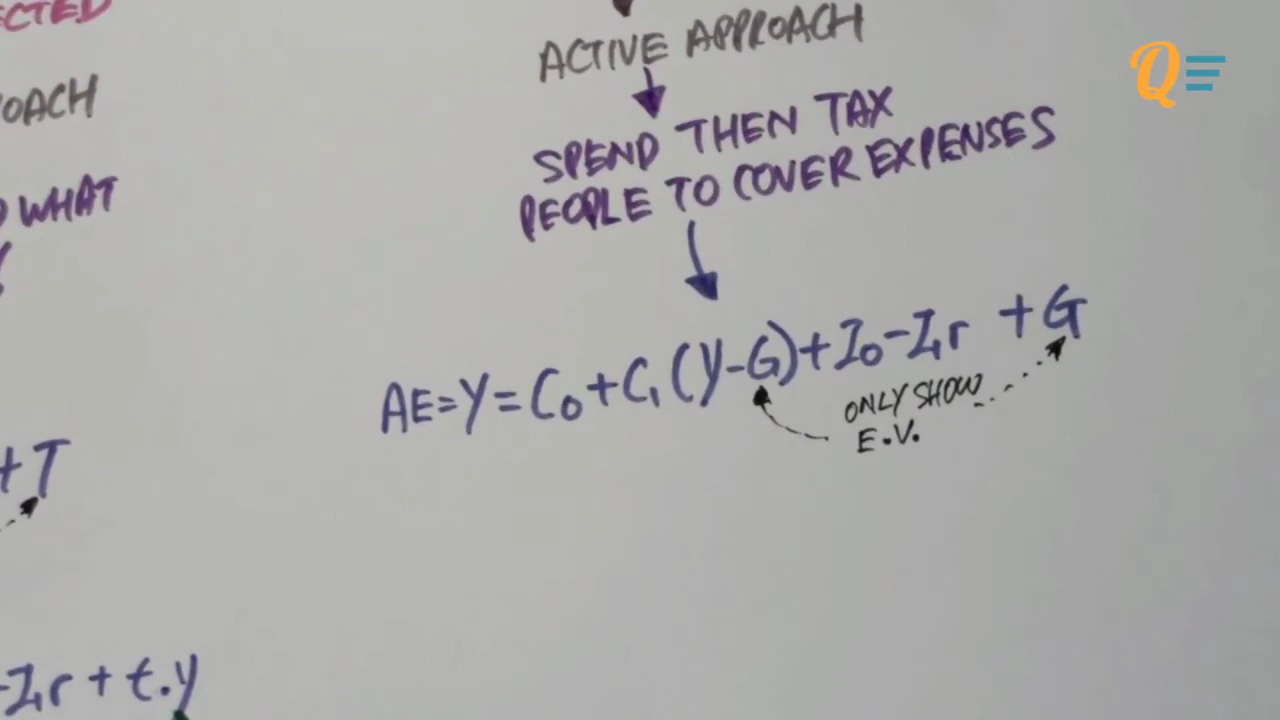 ECTED
OACH
WHAT
+T
-I₁r + t.y
ACTIVE APPROACH
SPEND THEN TAX
PEOPLE TO COVER EXPENSES
AE=Y=C₀+C₁(Y-G)+I₀-I₁r +G
ONLY SHOW
E.V.
Q